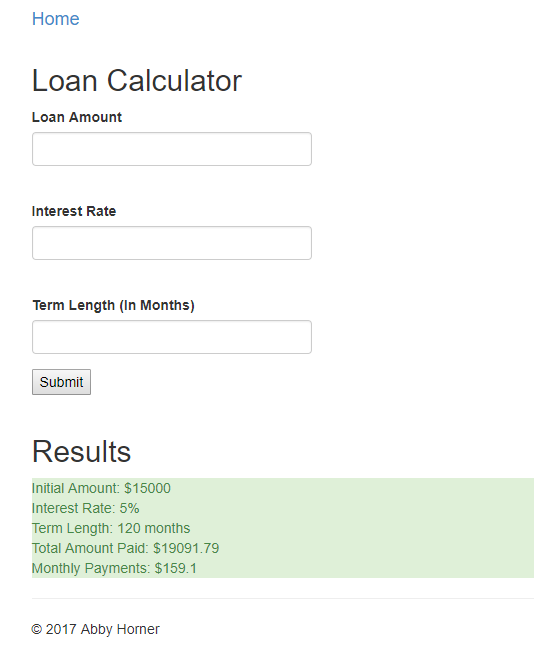 Home
Loan Calculator
Loan Amount
Interest Rate
Term Length (In Months)
Submit
Results
Initial Amount: $15000
Interest Rate: 5%
Term Length: 120 months
Total Amount Paid: $19091.79
Monthly Payments: $159.1
© 2017 Abby Horner